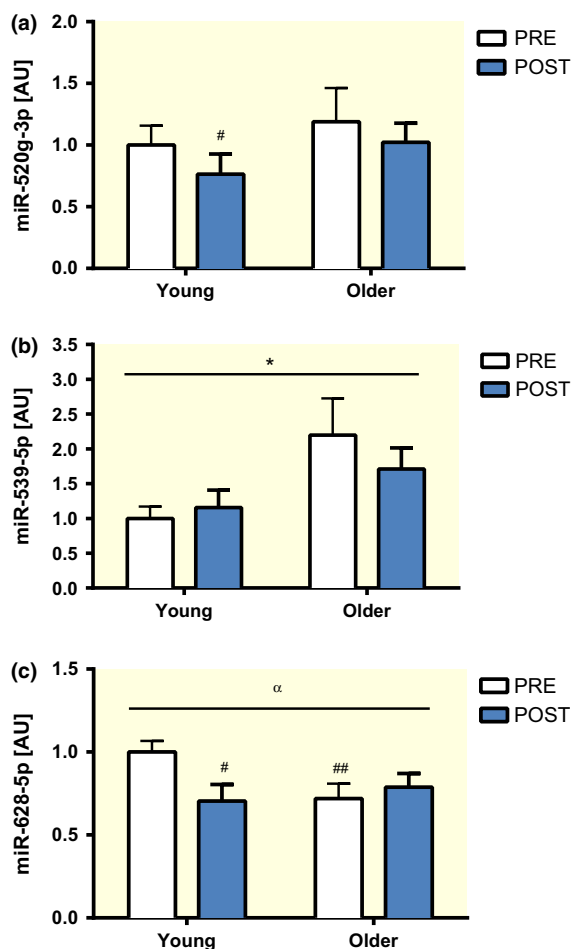 (a)
PRE
POST
miR-520g-3p [AU]
2.0
1.5
1.0
0.5
0.0
#
Young
Older
(b)
PRE
POST
miR-539-5p [AU]
3.5
3.0
2.5
2.0
1.5
1.0
0.5
0.0
*
Young
Older
(c)
PRE
POST
miR-628-5p [AU]
1.5
1.0
0.5
0.0
α
#
##
Young
Older